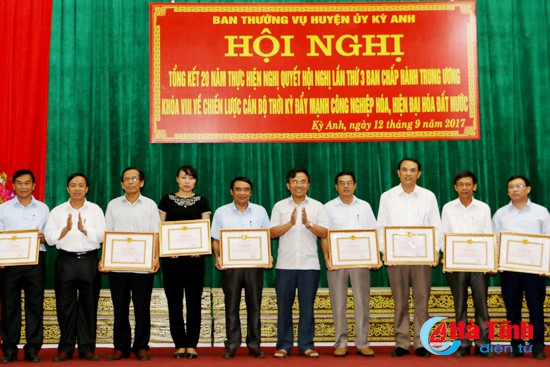 BAN THƯỜNG VỤ HUYỆN ỦY KỲ ANH
HỘI NGHỊ
TỔNG KẾT 20 NĂM THỰC HIỆN NGHỊ QUYẾT HỘI NGHỊ LẦN THỨ 3 BAN CHẤP HÀNH TRUNG ƯƠNG
KHÓA VIII VỀ CHIẾN LƯỢC CÁN BỘ THỜI KỲ ĐẨY MẠNH CÔNG NGHIỆP HÓA, HIỆN ĐẠI HÓA ĐẤT NƯỚC
Kỳ Anh, ngày 12 tháng 9 năm 2017
Hà Tĩnh
điện tử